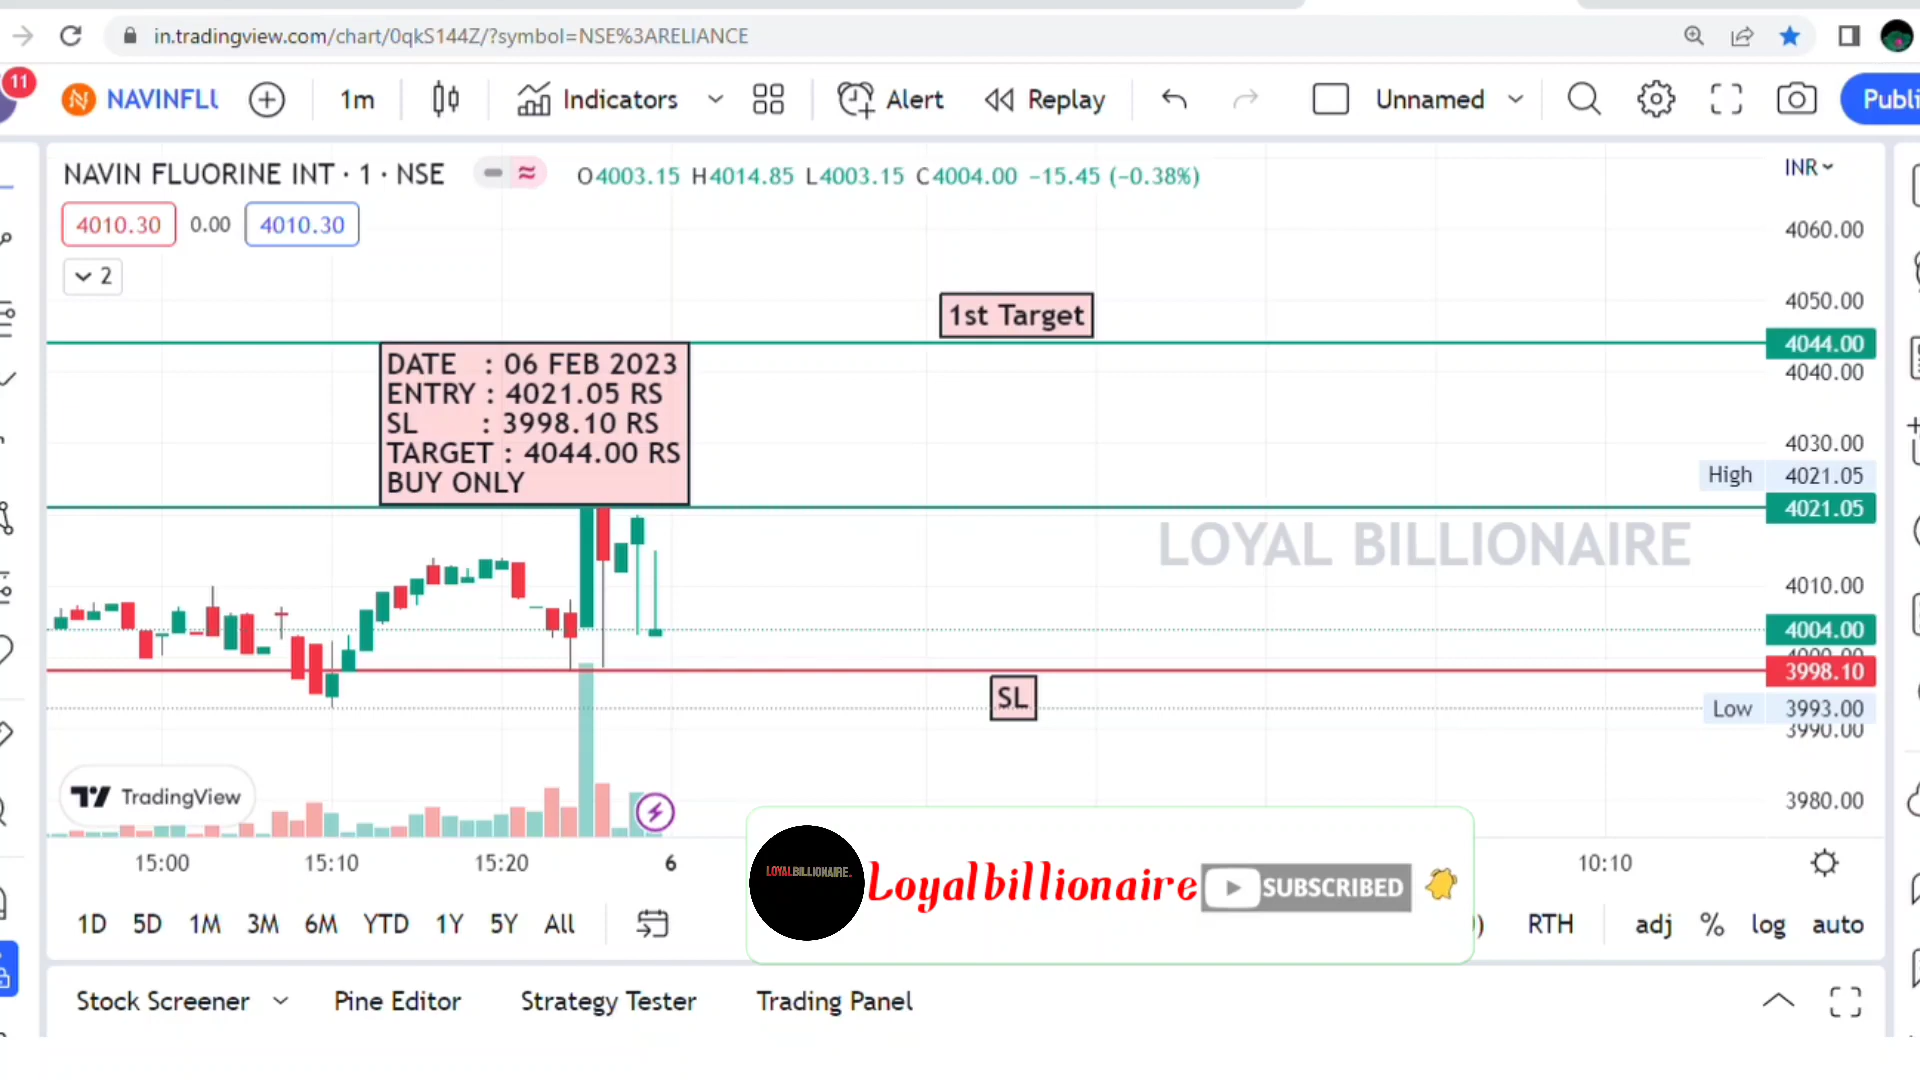 in.tradingview.com/chart/0qkS144Z/?symbol=NSE%3ARELIANCE
11
NAVINFLU
1m
Indicators
Alert
Replay
Unnamed
Publi
NAVIN FLUORINE INT · 1 · NSE
O4003.15 H4014.85 L4003.15 C4004.00 −15.45 (−0.38%)
INR
4010.30
0.00
4010.30
2
4060.00
4050.00
1st Target
4044.00
4040.00
DATE : 06 FEB 2023
ENTRY : 4021.05 RS
SL : 3998.10 RS
TARGET : 4044.00 RS
BUY ONLY
4030.00
High 4021.05
4021.05
LOYAL BILLIONAIRE
4010.00
4004.00
4000.00
3998.10
SL
Low 3993.00
3990.00
TradingView
3980.00
15:00
15:10
15:20
6
10:10
LOYALBILLIONAIRE.
Loyalbillionaire
SUBSCRIBED
1D 5D 1M 3M 6M YTD 1Y 5Y All
) RTH adj % log auto
Stock Screener
Pine Editor
Strategy Tester
Trading Panel